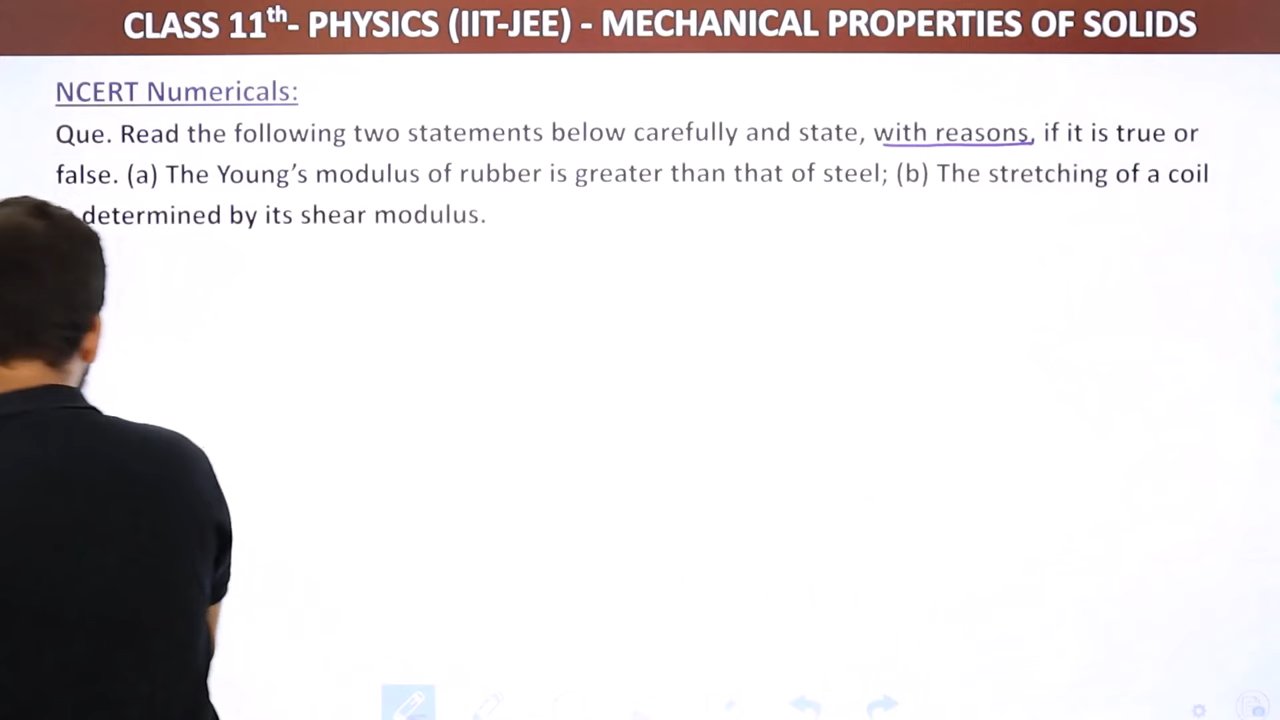 CLASS 11th- PHYSICS (IIT-JEE) - MECHANICAL PROPERTIES OF SOLIDS
NCERT Numericals:
Que. Read the following two statements below carefully and state, with reasons, if it is true or
false. (a) The Young's modulus of rubber is greater than that of steel; (b) The stretching of a coil
determined by its shear modulus.